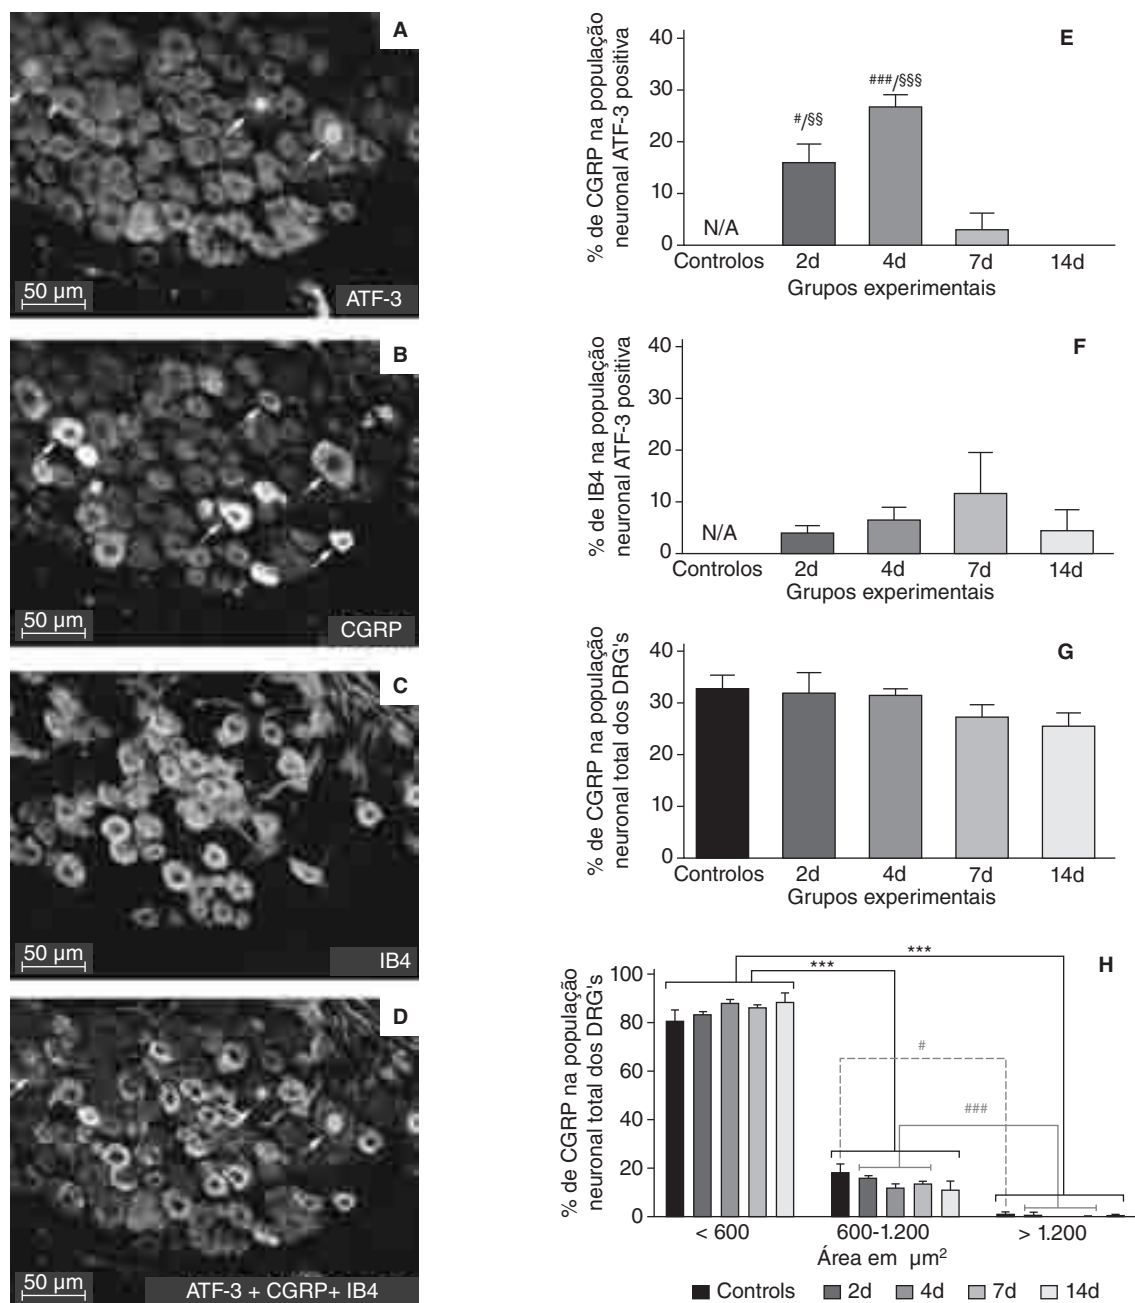 A
50 µm
ATF-3
B
50 µm
CGRP
C
50 µm
IB4
D
50 µm
ATF-3 + CGRP+ IB4
E
% de CGRP na população
neuronal ATF-3 positiva
40
30
20
10
0
N/A
#/§§
###/§§§
Controlos 2d 4d 7d 14d
Grupos experimentais
F
% de IB4 na população
neuronal ATF-3 positiva
40
30
20
10
0
N/A
Controlos 2d 4d 7d 14d
Grupos experimentais
G
% de CGRP na população
neuronal total dos DRG's
40
30
20
10
0
Controlos 2d 4d 7d 14d
Grupos experimentais
H
% de CGRP na população
neuronal total dos DRG's
100
80
60
40
20
0
***
***
#
###
< 600 600-1.200 > 1.200
Área em µm²
Controls 2d 4d 7d 14d